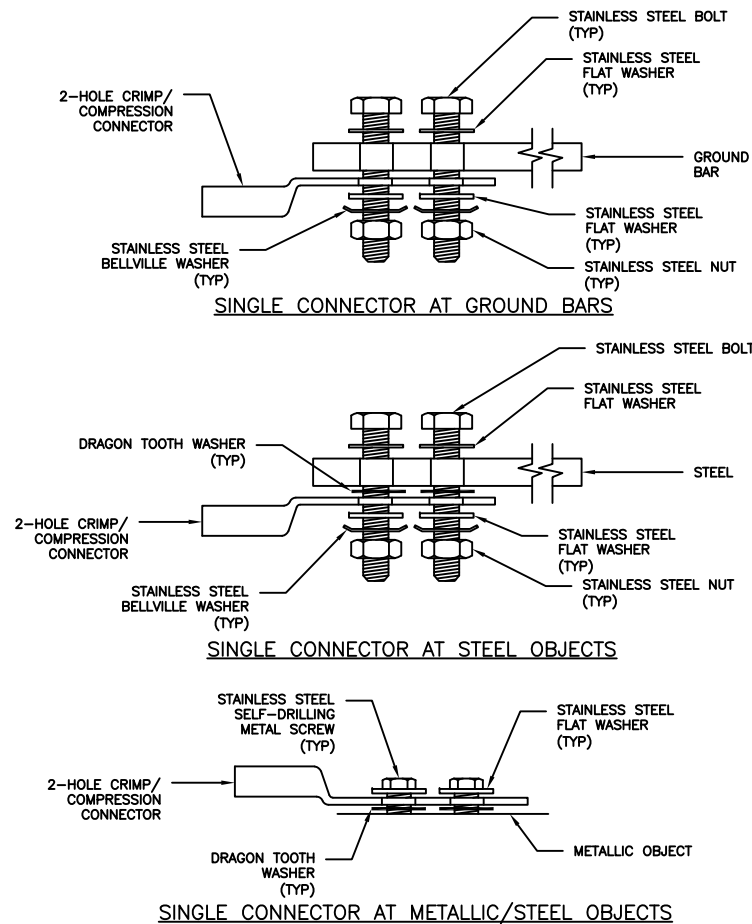 STAINLESS STEEL BOLT
(TYP)
STAINLESS STEEL
FLAT WASHER
(TYP)
2-HOLE CRIMP/
COMPRESSION
CONNECTOR
GROUND
BAR
STAINLESS STEEL
FLAT WASHER
(TYP)
STAINLESS STEEL
BELLVILLE WASHER
(TYP)
STAINLESS STEEL NUT
(TYP)
SINGLE CONNECTOR AT GROUND BARS
STAINLESS STEEL BOLT
STAINLESS STEEL
FLAT WASHER
DRAGON TOOTH WASHER
(TYP)
STEEL
2-HOLE CRIMP/
COMPRESSION
CONNECTOR
STAINLESS STEEL
FLAT WASHER
(TYP)
STAINLESS STEEL
BELLVILLE WASHER
(TYP)
STAINLESS STEEL NUT
(TYP)
SINGLE CONNECTOR AT STEEL OBJECTS
STAINLESS STEEL
SELF-DRILLING
METAL SCREW
(TYP)
STAINLESS STEEL
FLAT WASHER
(TYP)
2-HOLE CRIMP/
COMPRESSION
CONNECTOR
DRAGON TOOTH
WASHER
(TYP)
METALLIC OBJECT
SINGLE CONNECTOR AT METALLIC/STEEL OBJECTS